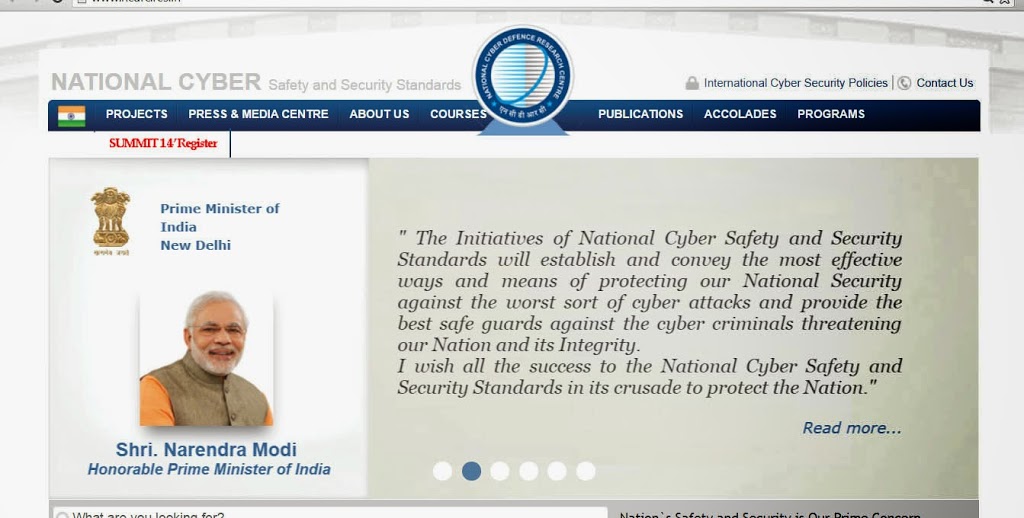 NATIONAL CYBER Safety and Security Standards
NATIONAL CYBER DEFENCE RESEARCH CENTRE
एन सी डी आर सी
International Cyber Security Policies | Contact Us
PROJECTS PRESS & MEDIA CENTRE ABOUT US COURSES PUBLICATIONS ACCOLADES PROGRAMS
SUMMIT 14' Register
Prime Minister of
India
New Delhi
सत्यमेव जयते
Shri. Narendra Modi
Honorable Prime Minister of India
" The Initiatives of National Cyber Safety and Security
Standards will establish and convey the most effective
ways and means of protecting our National Security
against the worst sort of cyber attacks and provide the
best safe guards against the cyber criminals threatening
our Nation and its Integrity.
I wish all the success to the National Cyber Safety and
Security Standards in its crusade to protect the Nation."
Read more...
What are you looking for?
Nation`s Safety and Security is Our Prime Concern